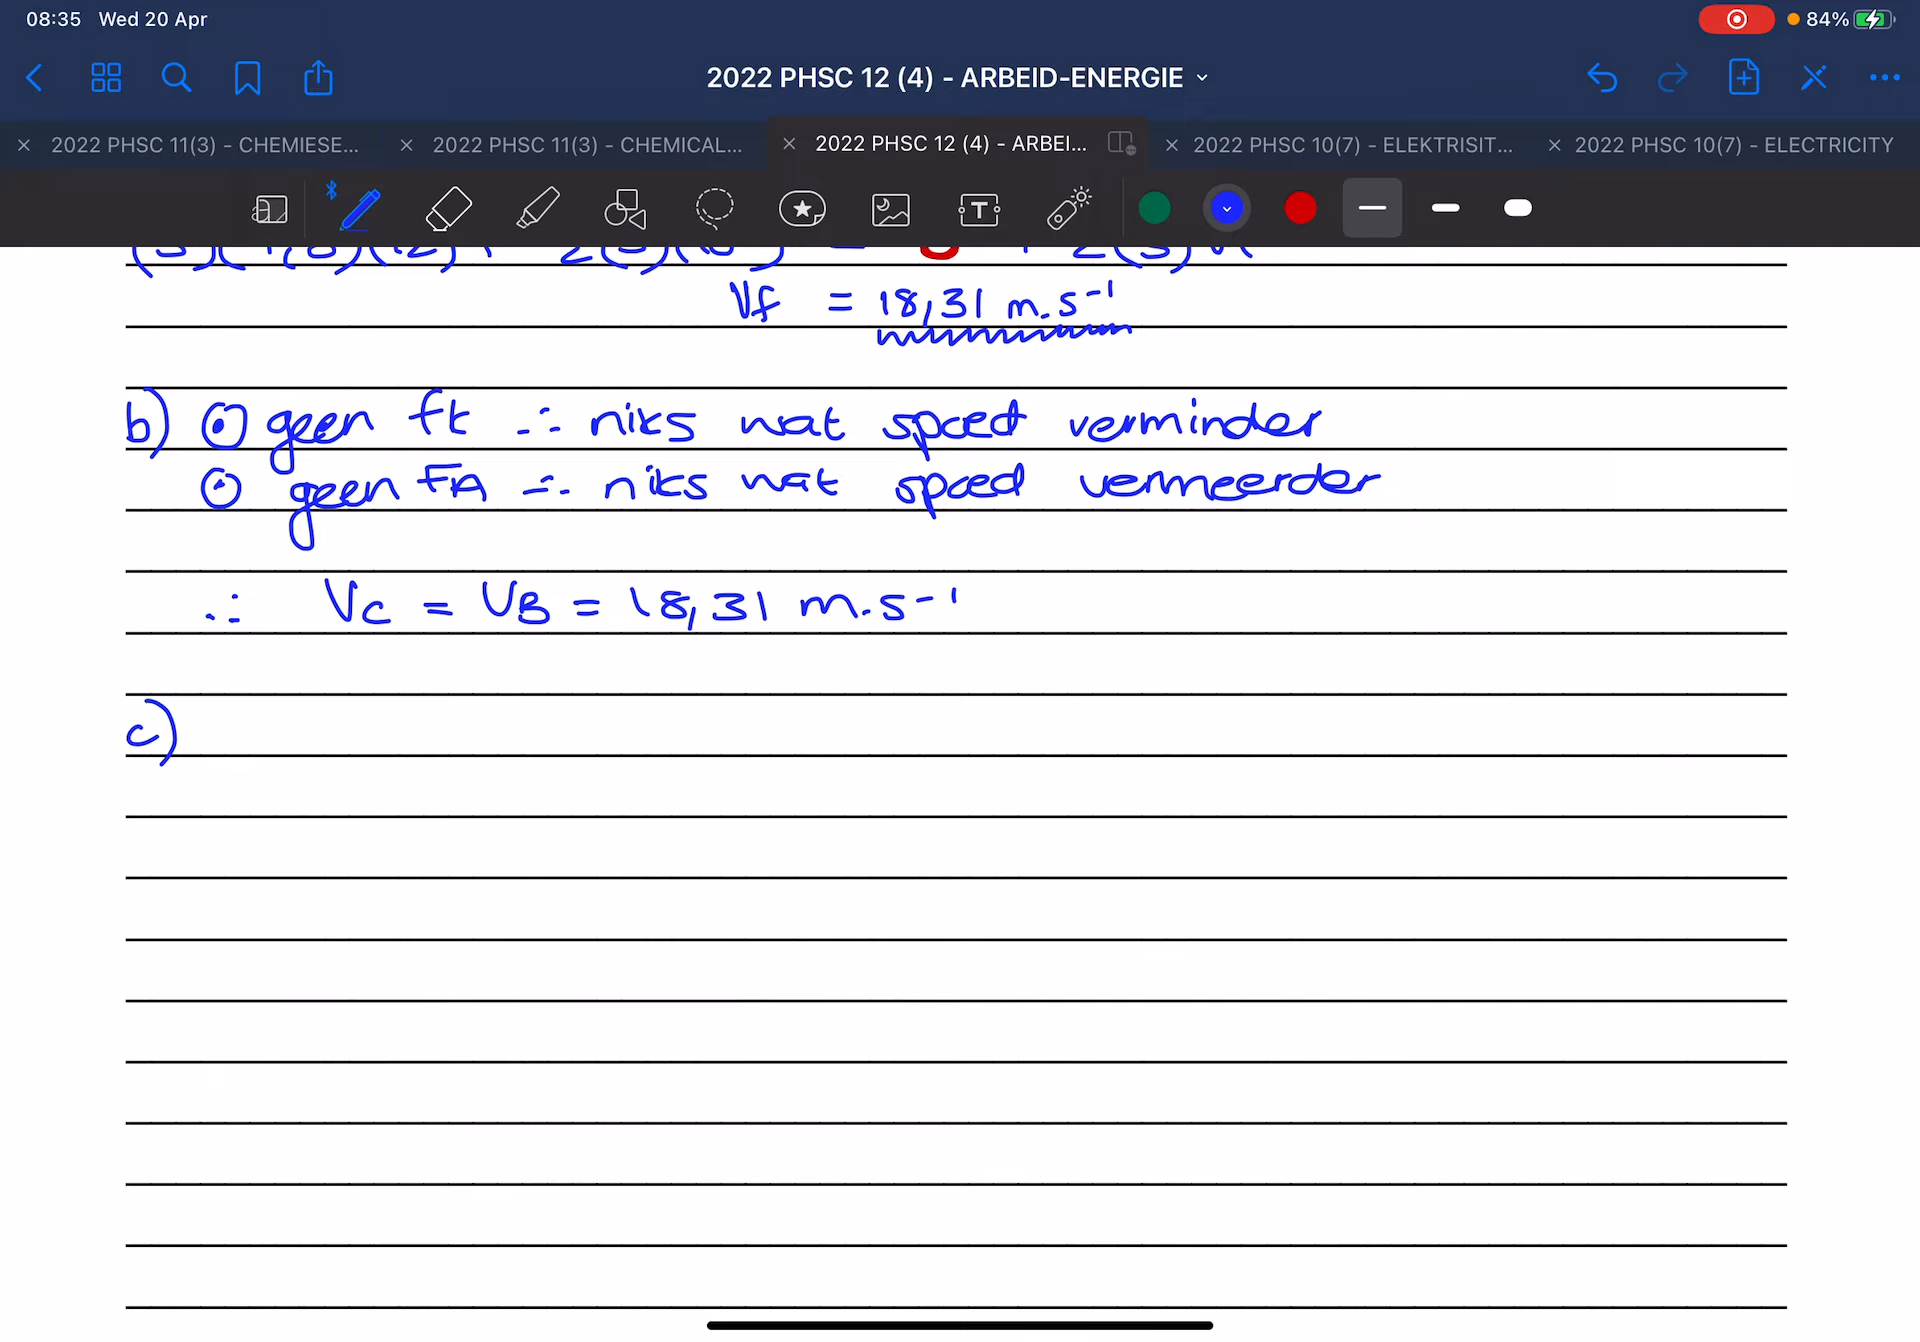 08:35 Wed 20 Apr 84%
2022 PHSC 12 (4) - ARBEID-ENERGIE
2022 PHSC 11(3) - CHEMIESE... 2022 PHSC 11(3) - CHEMICAL... 2022 PHSC 12 (4) - ARBEI... 2022 PHSC 10(7) - ELEKTRISIT... 2022 PHSC 10(7) - ELECTRICITY
Vf = 18,31 m.s⁻¹
b) ⊙ geen fk ∴ niks wat spoed verminder
⊙ geen FA ∴ niks wat spoed vermeerder
∴ Vc = VB = 18,31 m.s⁻¹
c)